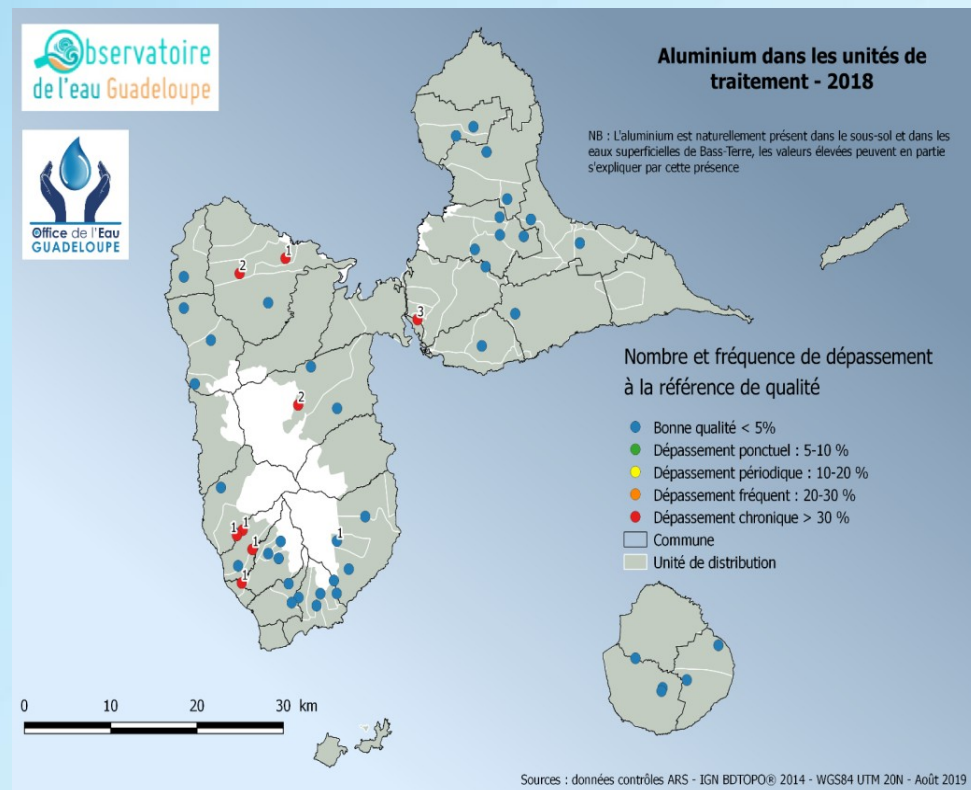 Observatoire
de l'eau Guadeloupe
Office de l'Eau
GUADELOUPE
Aluminium dans les unités de
traitement - 2018
NB : L'aluminium est naturellement présent dans le sous-sol et dans les
eaux superficielles de Bass-Terre, les valeurs élevées peuvent en partie
s'expliquer par cette présence
1
2
3
2
1
1
1
1
1
Nombre et fréquence de dépassement
à la référence de qualité
Bonne qualité < 5%
Dépassement ponctuel : 5-10 %
Dépassement périodique : 10-20 %
Dépassement fréquent : 20-30 %
Dépassement chronique > 30 %
Commune
Unité de distribution
0 10 20 30 km
Sources : données contrôles ARS - IGN BDTOPO® 2014 - WGS84 UTM 20N - Août 2019